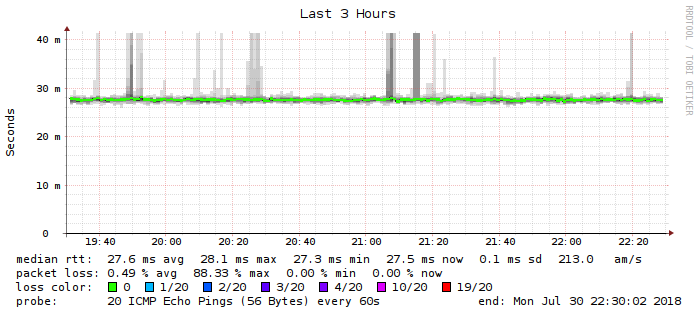 Last 3 Hours
RRDTOOL / TOBI OETIKER
Seconds
40 m
30 m
20 m
10 m
0
19:40 20:00 20:20 20:40 21:00 21:20 21:40 22:00 22:20
median rtt: 27.6 ms avg 28.1 ms max 27.3 ms min 27.5 ms now 0.1 ms sd 213.0 am/s
packet loss: 0.49 % avg 88.33 % max 0.00 % min 0.00 % now
loss color: 0 1/20 2/20 3/20 4/20 10/20 19/20
probe: 20 ICMP Echo Pings (56 Bytes) every 60s end: Mon Jul 30 22:30:02 2018